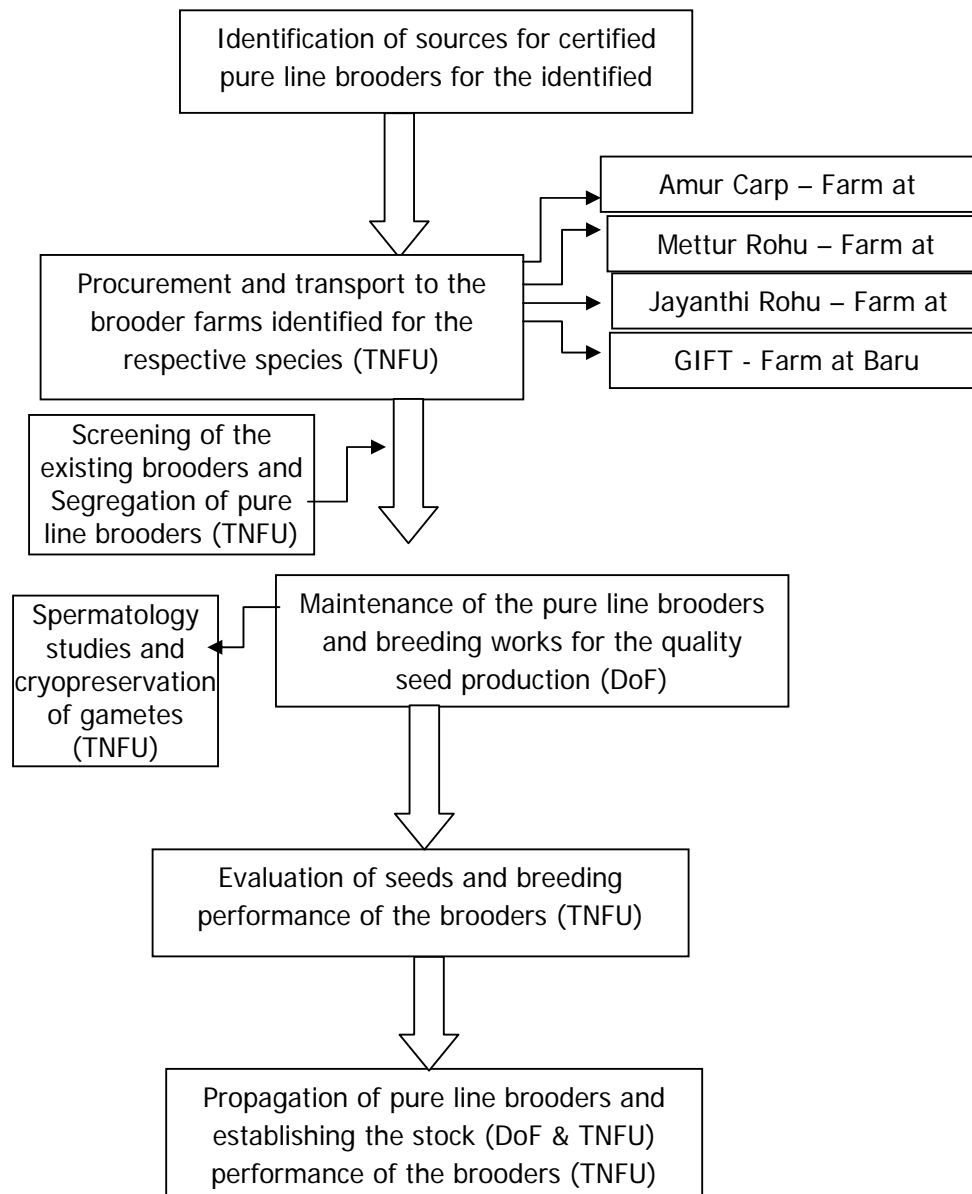 Identification of sources for certified
pure line brooders for the identified
Amur Carp – Farm at
Mettur Rohu – Farm at
Jayanthi Rohu – Farm at
GIFT - Farm at Baru
Procurement and transport to the
brooder farms identified for the
respective species (TNFU)
Screening of the
existing brooders and
Segregation of pure
line brooders (TNFU)
Maintenance of the pure line brooders
and breeding works for the quality
seed production (DoF)
Spermatology
studies and
cryopreservation
of gametes
(TNFU)
Evaluation of seeds and breeding
performance of the brooders (TNFU)
Propagation of pure line brooders and
establishing the stock (DoF & TNFU)
performance of the brooders (TNFU)